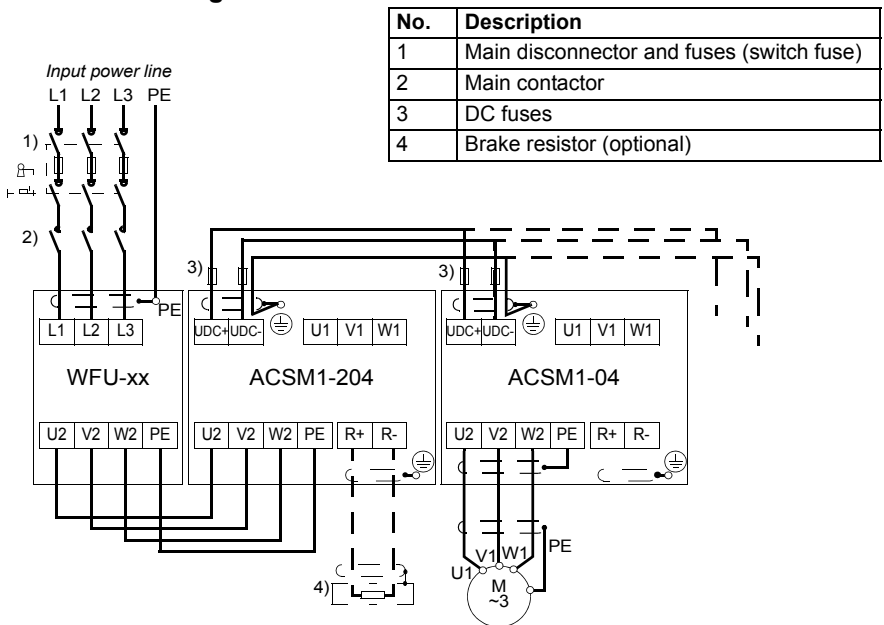 No. Description
1 Main disconnector and fuses (switch fuse)
2 Main contactor
3 DC fuses
4 Brake resistor (optional)
Input power line
L1 L2 L3 PE
1)
2)
3) 3)
PE
L1 L2 L3 UDC+ UDC- U1 V1 W1 UDC+ UDC- U1 V1 W1
WFU-xx ACSM1-204 ACSM1-04
U2 V2 W2 PE U2 V2 W2 PE R+ R- U2 V2 W2 PE R+ R-
PE
U1 V1 W1
4)
M
~3